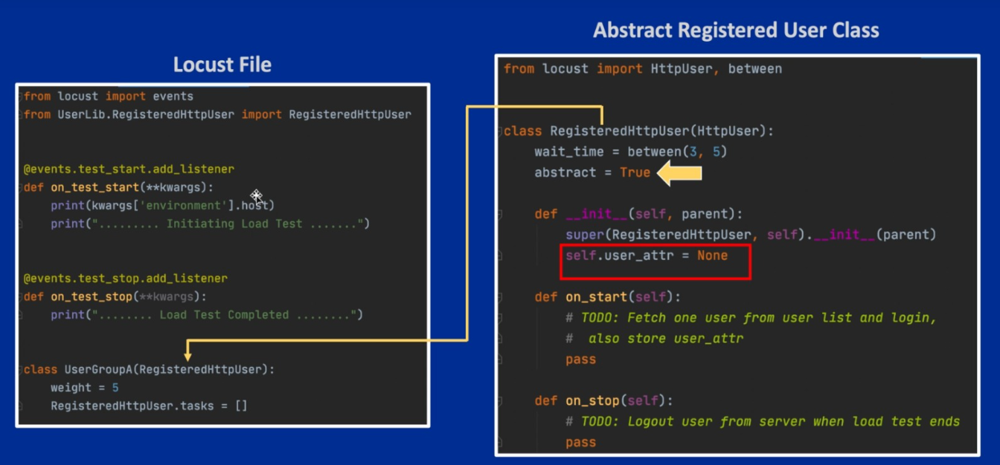 Locust File
from locust import events
from UserLib.RegisteredHttpUser import RegisteredHttpUser
@events.test_start.add_listener
def on_test_start(**kwargs):
    print(kwargs['environment'].host)
    print("......... Initiating Load Test .......")
@events.test_stop.add_listener
def on_test_stop(**kwargs):
    print("........ Load Test Completed ........")
class UserGroupA(RegisteredHttpUser):
    weight = 5
    RegisteredHttpUser.tasks = []
Abstract Registered User Class
from locust import HttpUser, between
class RegisteredHttpUser(HttpUser):
    wait_time = between(3, 5)
    abstract = True
    def __init__(self, parent):
        super(RegisteredHttpUser, self).__init__(parent)
        self.user_attr = None
    def on_start(self):
        # TODO: Fetch one user from user list and login,
        #  also store user_attr
        pass
    def on_stop(self):
        # TODO: Logout user from server when load test ends
        pass